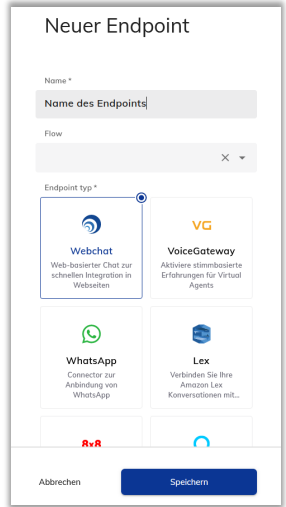 Neuer Endpoint
Name *
Name des Endpoints
Flow
Endpoint typ *
VG
Webchat
Web-basierter Chat zur
schnellen Integration in
Webseiten
VoiceGateway
Aktiviere stimmbasierte
Erfahrungen für Virtual
Agents
WhatsApp
Connector zur
Anbindung von
WhatsApp
Lex
Verbinden Sie Ihre
Amazon Lex
Konversationen mit...
8x8
Abbrechen
Speichern